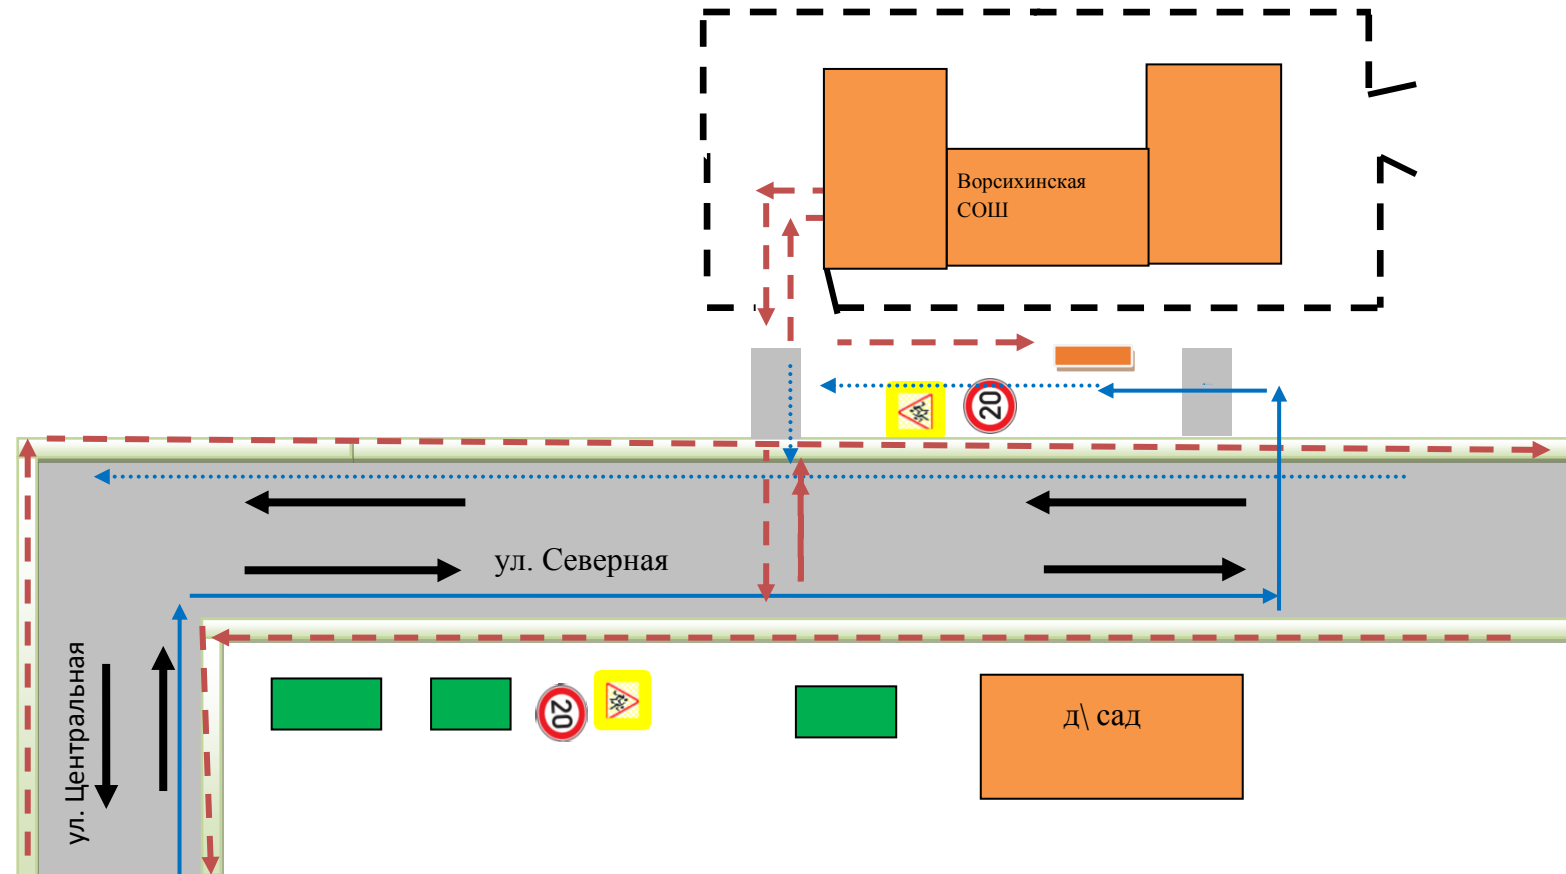 Ворсихинская
СОШ
20
ул. Северная
ул. Центральная
20
д\ сад